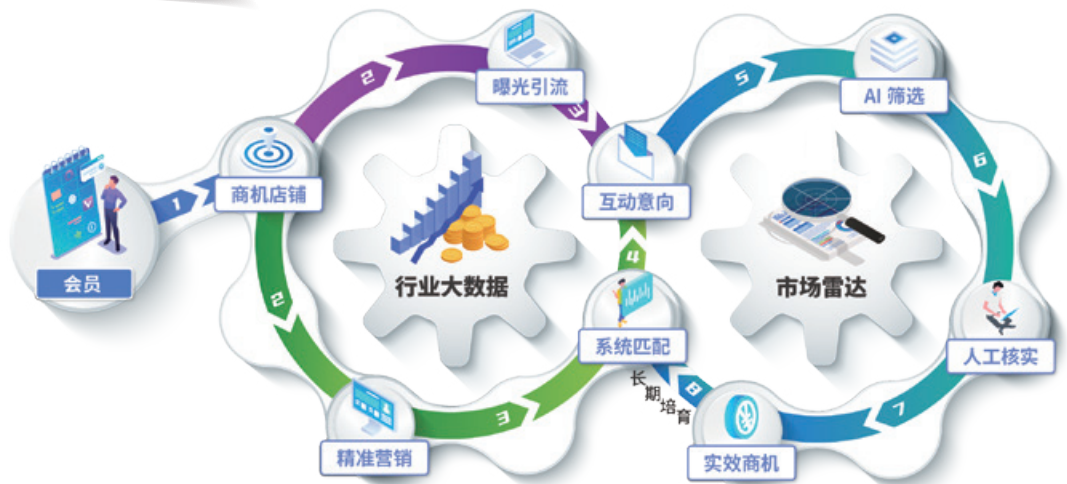 会员
1
商机店铺
2
曝光引流
3
互动意向
2
精准营销
3
系统匹配
4
行业大数据
5
AI 筛选
6
人工核实
7
实效商机
8
长期培育
市场雷达